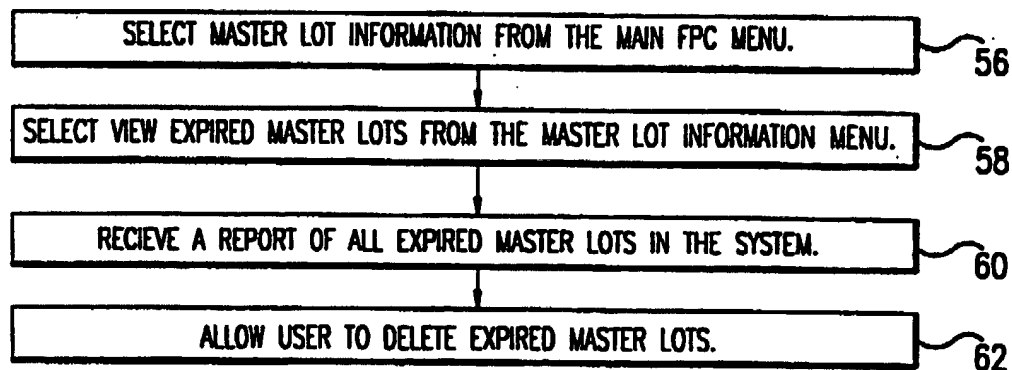 SELECT MASTER LOT INFORMATION FROM THE MAIN FPC MENU.
56
SELECT VIEW EXPIRED MASTER LOTS FROM THE MASTER LOT INFORMATION MENU.
58
RECIEVE A REPORT OF ALL EXPIRED MASTER LOTS IN THE SYSTEM.
60
ALLOW USER TO DELETE EXPIRED MASTER LOTS.
62